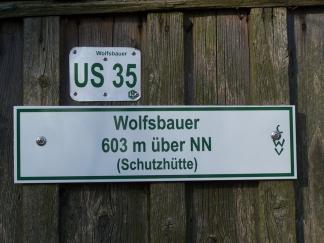 Wolfsbauer
US 35
Wolfsbauer
603 m über NN
(Schutzhütte)